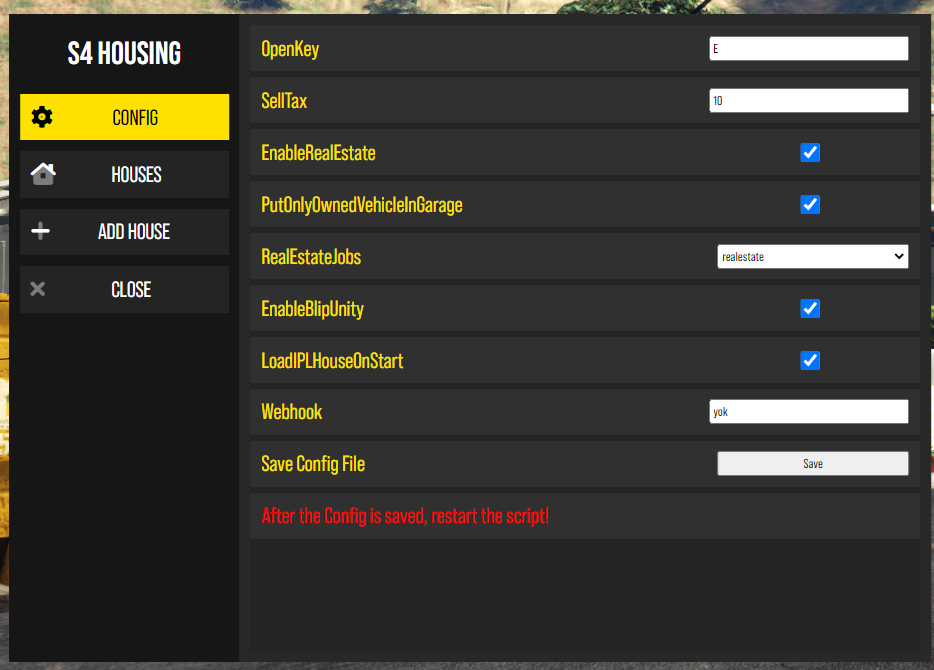 S4 HOUSING
CONFIG
HOUSES
ADD HOUSE
CLOSE
OpenKey
E
SellTax
10
EnableRealEstate
PutOnlyOwnedVehicleInGarage
RealEstateJobs
realestate
EnableBlipUnity
LoadIPLHouseOnStart
Webhook
yok
Save Config File
Save
After the Config is saved, restart the script!